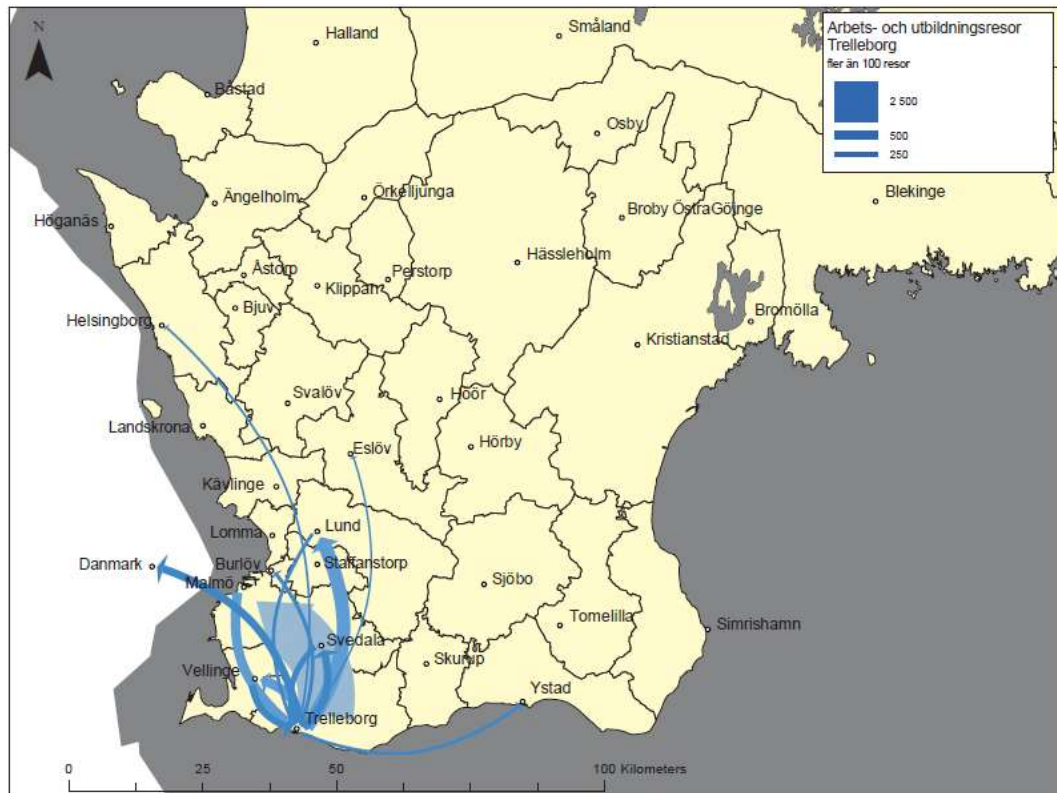 N
Halland
Småland
Arbets- och utbildningsresor
Trelleborg
fler än 100 resor
2 500
500
250
Båstad
Osby
Ängelholm
Örkelljunga
Blekinge
Höganäs
Broby ÖstraGöinge
Hässleholm
Åstorp
Perstorp
Klippan
Bjuv
Bromölla
Helsingborg
Kristianstad
Svalöv
Höör
Landskrona
Hörby
Eslöv
Kävlinge
Lund
Lomma
Danmark
Burlöv
Staffanstorp
Malmö
Sjöbo
Tomelilla
Simrishamn
Svedala
Skurup
Vellinge
Ystad
Trelleborg
0 25 50 100 Kilometers